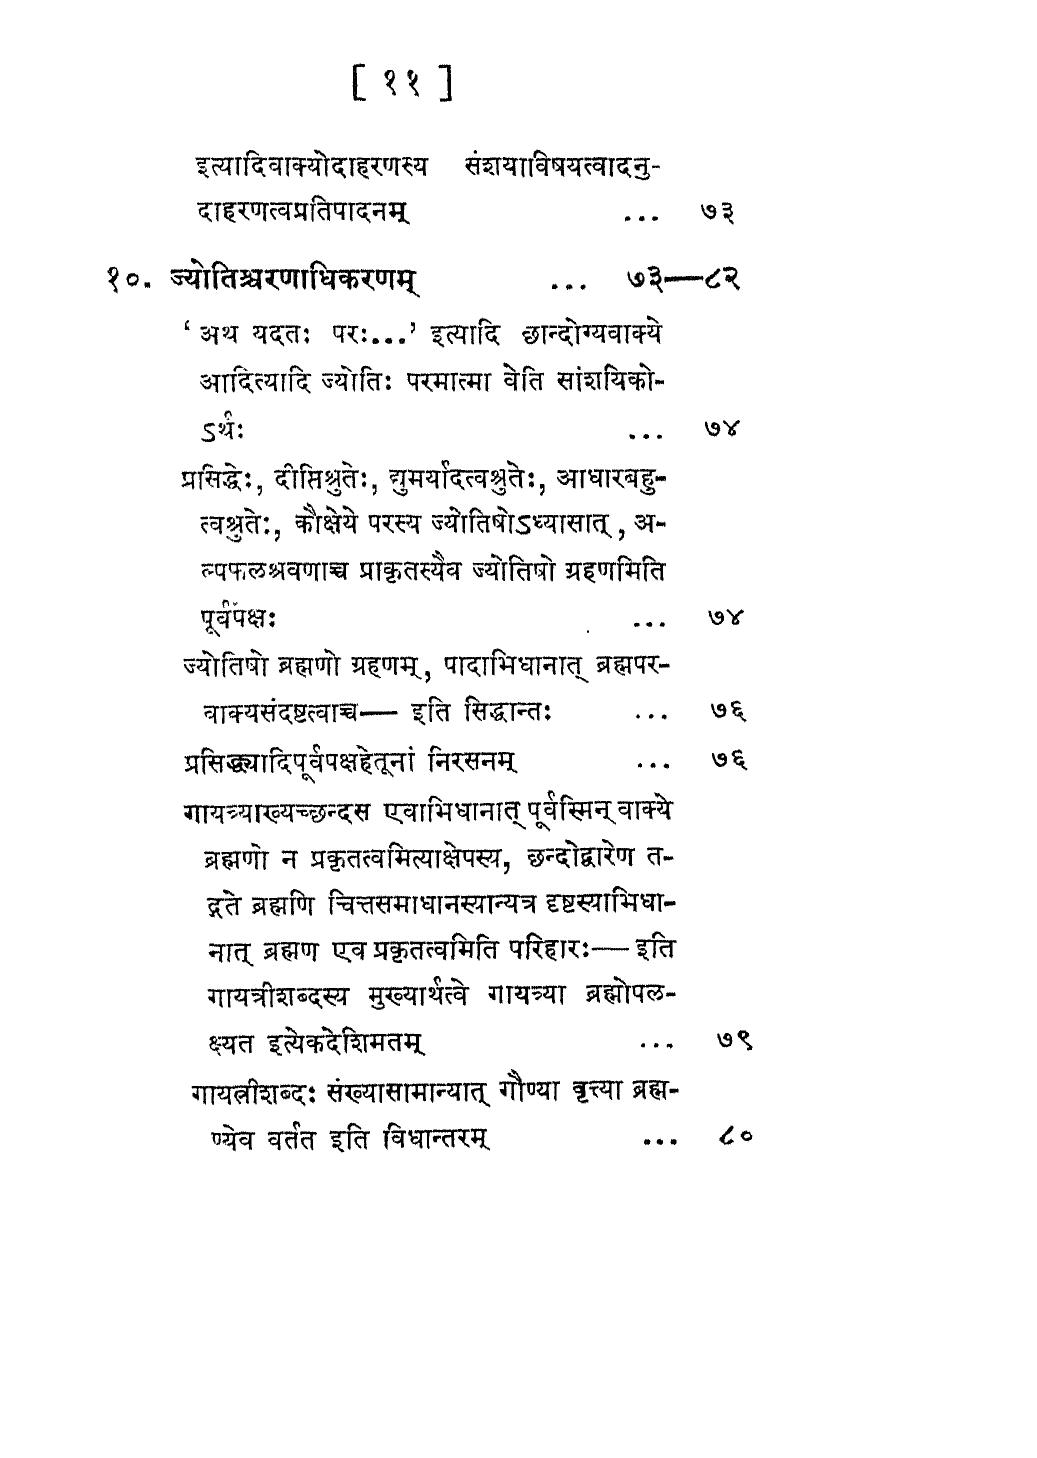 [ ११ ]
इत्यादिवाक्योदाहरणस्य संशयाविषयत्वादनु-
दाहरणत्वप्रतिपादनम् ... ७३
१०. ज्योतिश्चरणाधिकरणम् ... ७३—८२
‘ अथ यदतः परः...’ इत्यादि छान्दोग्यवाक्ये
आदित्यादि ज्योतिः परमात्मा वेति सांशयिको-
ऽर्थः ... ७४
प्रसिद्धेः, दीप्तिश्रुतेः, द्युमर्यादत्वश्रुतेः, आधारबहु-
त्वश्रुतेः, कौक्षेये परस्य ज्योतिषोऽध्यासात् , अ-
ल्पफलश्रवणाच्च प्राकृतस्यैव ज्योतिषो ग्रहणमिति
पूर्वपक्षः ... ७४
ज्योतिषो ब्रह्मणो ग्रहणम् , पादाभिधानात् ब्रह्मपर-
वाक्यसंदष्टत्वाच्च— इति सिद्धान्तः ... ७६
प्रसिद्ध्यादिपूर्वपक्षहेतूनां निरसनम् ... ७६
गायत्र्याख्यच्छन्दस एवाभिधानात् पूर्वस्मिन् वाक्ये
ब्रह्मणो न प्रकृतत्वमित्याक्षेपस्य, छन्दोद्वारेण त-
द्गते ब्रह्मणि चित्तसमाधानस्यान्यत्र दृष्टस्याभिधा-
नात् ब्रह्मण एव प्रकृतत्वमिति परिहारः— इति
गायत्रीशब्दस्य मुख्यार्थत्वे गायत्र्या ब्रह्मोपल-
क्ष्यत इत्येकदेशिमतम् ... ७९
गायत्रीशब्दः संख्यासामान्यात् गौण्या वृत्त्या ब्रह्म-
ण्येव वर्तत इति विधान्तरम् ... ८०